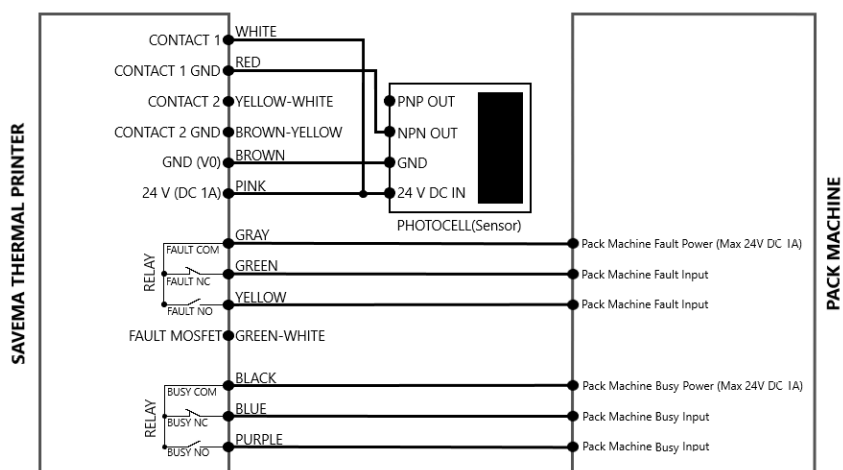 SAVEMA THERMAL PRINTER
CONTACT 1
WHITE
CONTACT 1 GND
RED
CONTACT 2
YELLOW-WHITE
CONTACT 2 GND
BROWN-YELLOW
GND (V0)
BROWN
24 V (DC 1A)
PINK
PNP OUT
NPN OUT
GND
24 V DC IN
PHOTOCELL(Sensor)
RELAY
FAULT COM
GRAY
Pack Machine Fault Power (Max 24V DC 1A)
FAULT NC
GREEN
Pack Machine Fault Input
FAULT NO
YELLOW
Pack Machine Fault Input
FAULT MOSFET
GREEN-WHITE
RELAY
BUSY COM
BLACK
Pack Machine Busy Power (Max 24V DC 1A)
BUSY NC
BLUE
Pack Machine Busy Input
BUSY NO
PURPLE
Pack Machine Busy Input
PACK MACHINE